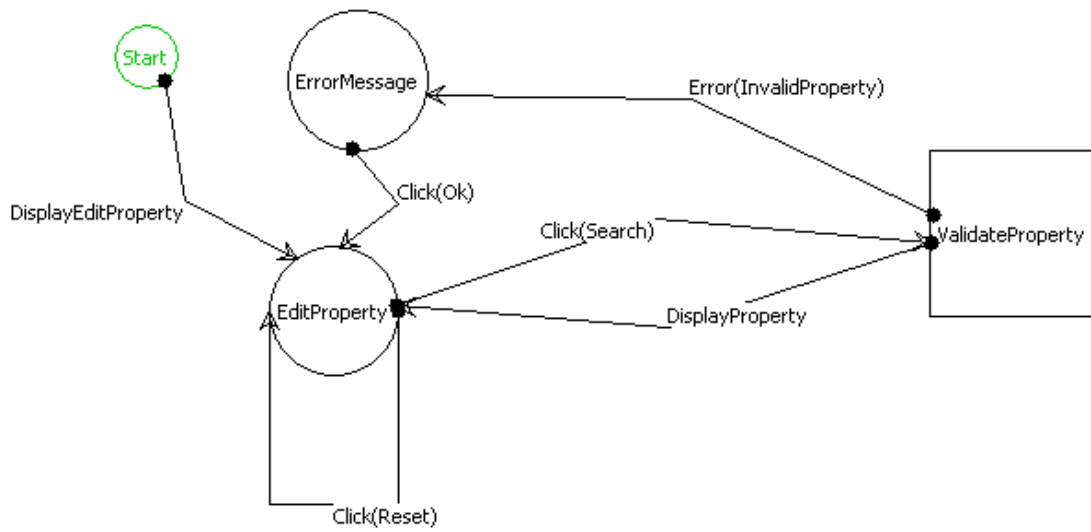 Start
ErrorMessage
Error(InvalidProperty)
Click(Ok)
DisplayEditProperty
Click(Search)
ValidateProperty
EditProperty
DisplayProperty
Click(Reset)